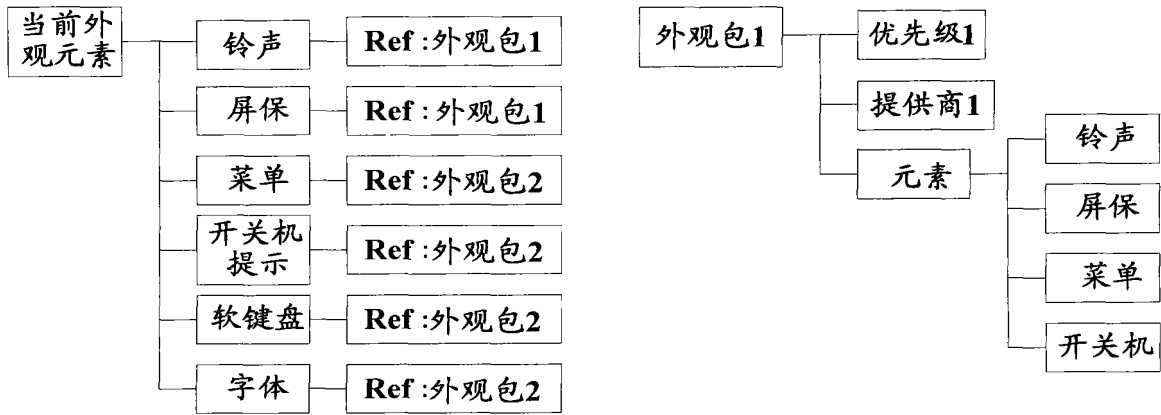 当前外
观元素
铃声
Ref:外观包1
屏保
Ref:外观包1
菜单
Ref:外观包2
开关机
提示
Ref:外观包2
软键盘
Ref:外观包2
字体
Ref:外观包2
外观包1
优先级1
提供商1
元素
铃声
屏保
菜单
开关机